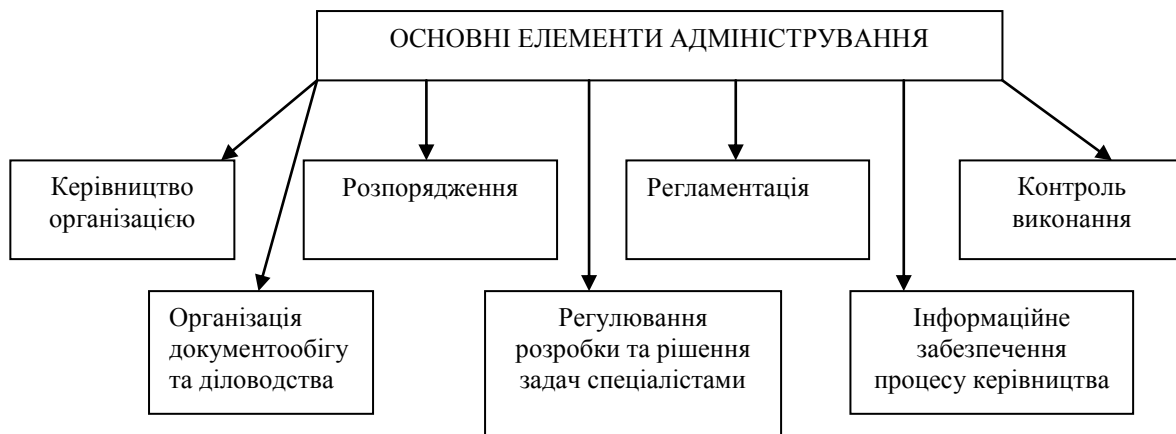 ОСНОВНІ ЕЛЕМЕНТИ АДМІНІСТРУВАННЯ
Керівництво
організацією
Розпорядження
Регламентація
Контроль
виконання
Організація
документообігу
та діловодства
Регулювання
розробки та рішення
задач спеціалістами
Інформаційне
забезпечення
процесу керівництва